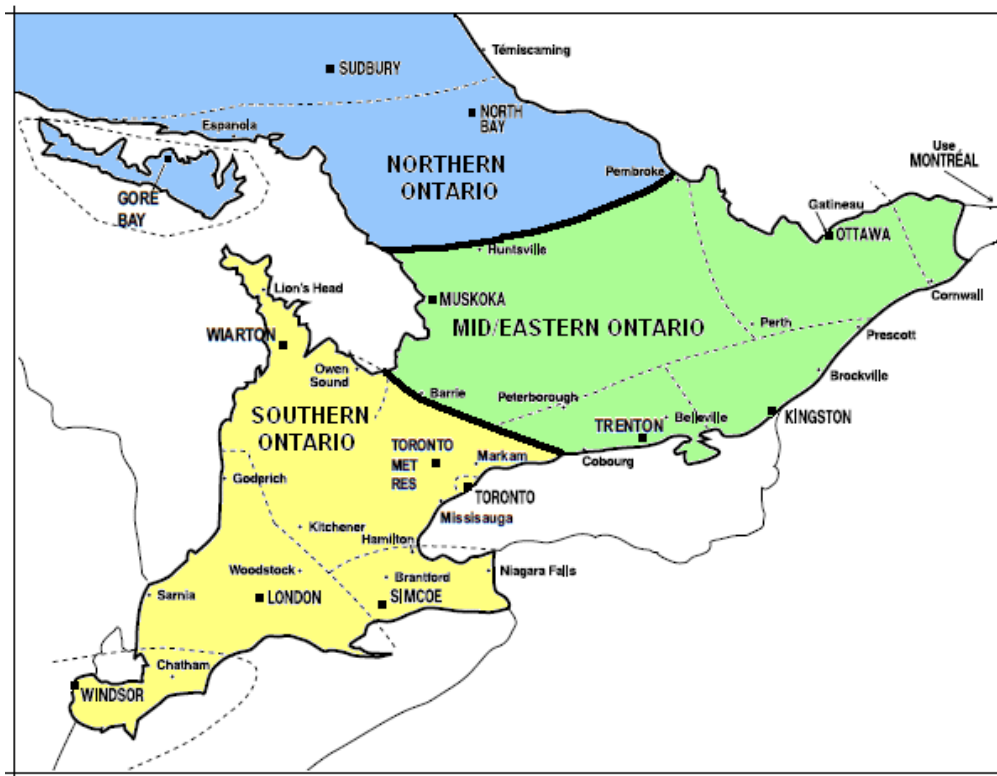 Témiscaming
SUDBURY
NORTH
BAY
Espanola
NORTHERN
ONTARIO
Pembroke
Use
MONTRÉAL
GORE
BAY
Gatineau
OTTAWA
Huntsville
Lion's Head
MUSKOKA
Cornwall
MID/EASTERN ONTARIO
Perth
Prescott
WIARTON
Owen
Sound
Brockville
Barrie
Peterborough
Belleville
KINGSTON
SOUTHERN
ONTARIO
TRENTON
TORONTO
MET
RES
Markam
Cobourg
Goderich
TORONTO
Mississauga
Kitchener
Hamilton
Woodstock
Brantford
Niagara Falls
Sarnia
LONDON
SIMCOE
Chatham
WINDSOR